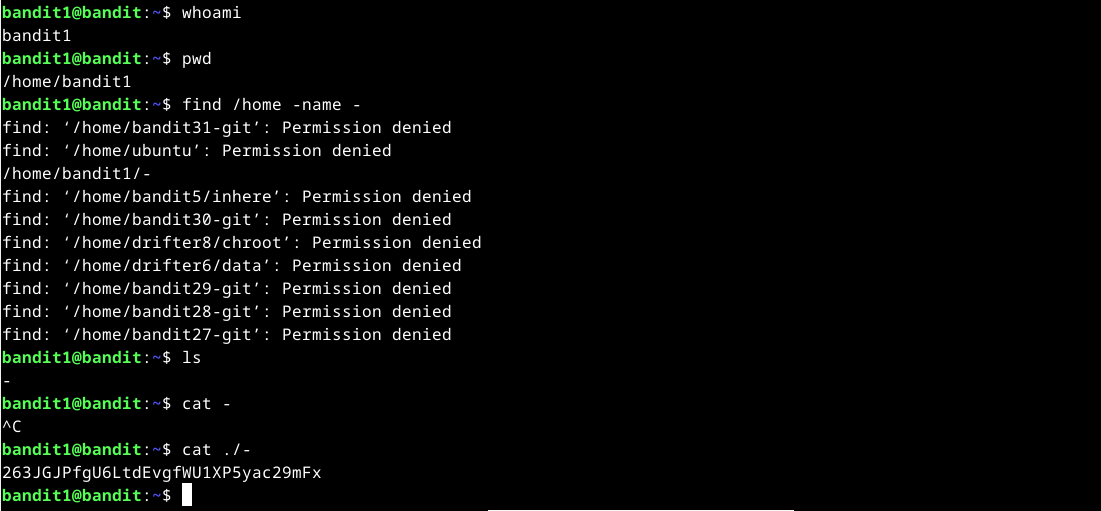 bandit1@bandit:~$ whoami
bandit1
bandit1@bandit:~$ pwd
/home/bandit1
bandit1@bandit:~$ find /home -name -
find: ‘/home/bandit31-git’: Permission denied
find: ‘/home/ubuntu’: Permission denied
/home/bandit1/-
find: ‘/home/bandit5/inhere’: Permission denied
find: ‘/home/bandit30-git’: Permission denied
find: ‘/home/drifter8/chroot’: Permission denied
find: ‘/home/drifter6/data’: Permission denied
find: ‘/home/bandit29-git’: Permission denied
find: ‘/home/bandit28-git’: Permission denied
find: ‘/home/bandit27-git’: Permission denied
bandit1@bandit:~$ ls
-
bandit1@bandit:~$ cat -
^C
bandit1@bandit:~$ cat ./-
263JGJPfgU6LtdEvgfWU1XP5yac29mFx
bandit1@bandit:~$